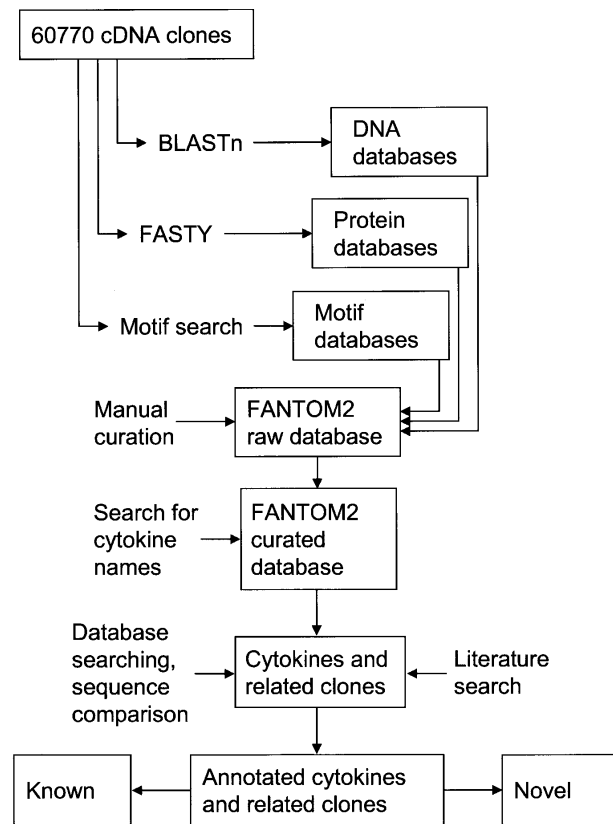 60770 cDNA clones
BLASTn
DNA
databases
FASTY
Protein
databases
Motif search
Motif
databases
Manual
curation
FANTOM2
raw database
Search for
cytokine
names
FANTOM2
curated
database
Database
searching,
sequence
comparison
Cytokines and
related clones
Literature
search
Known
Annotated cytokines
and related clones
Novel